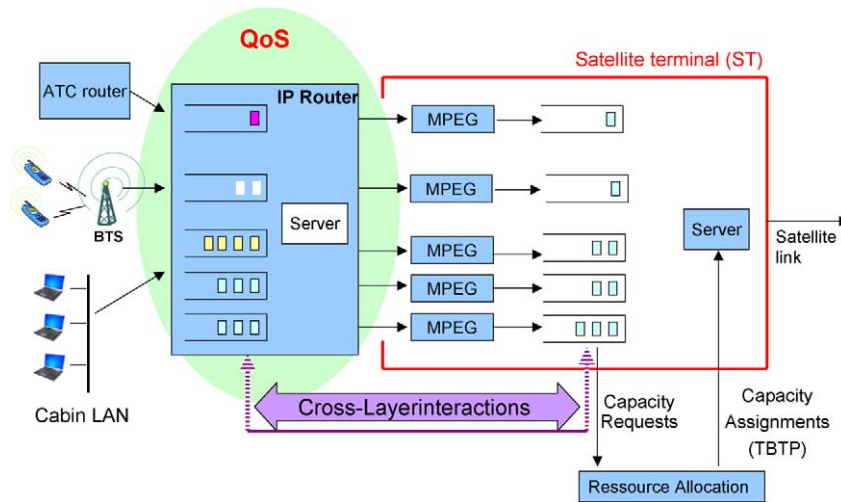 QoS
Satellite terminal (ST)
ATC router
IP Router
MPEG
MPEG
BTS
Server
Server
Satellite
link
MPEG
MPEG
MPEG
Cabin LAN
Cross-Layerinteractions
Capacity
Requests
Capacity
Assignments
(TBTP)
Ressource Allocation